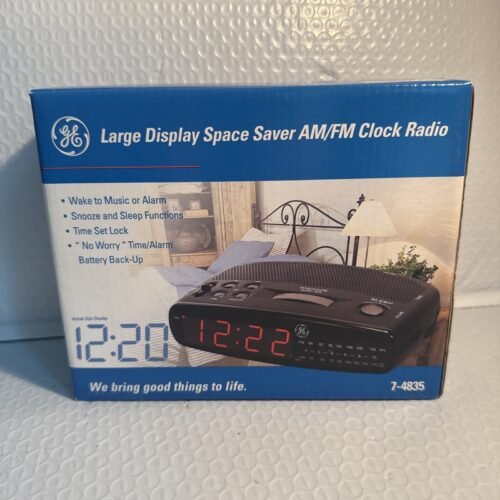 GE
Large Display Space Saver AM/FM Clock Radio
• Wake to Music or Alarm
• Snooze and Sleep Functions
• Time Set Lock
• " No Worry " Time/Alarm
Battery Back-Up
Actual Size Display
12:20
12:22
GE
We bring good things to life.
7-4835